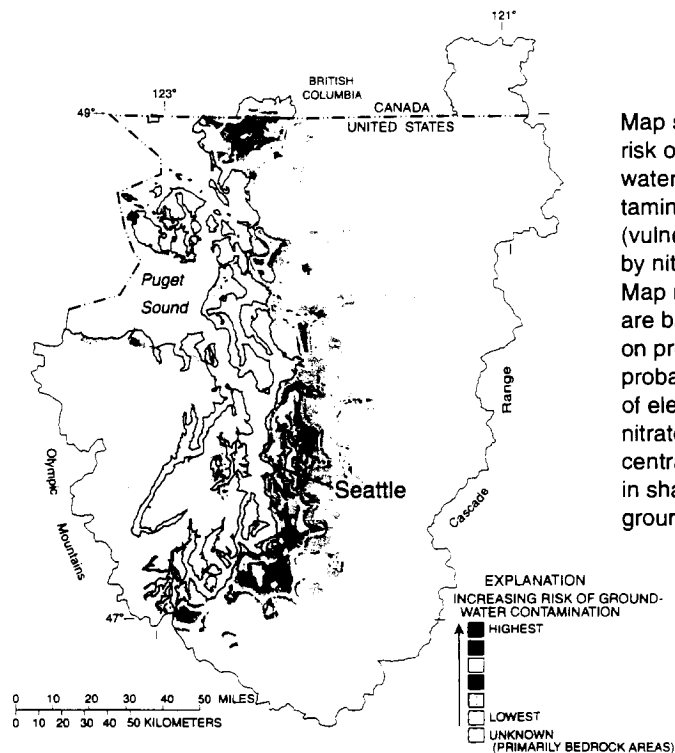 121°
BRITISH
COLUMBIA
123°
CANADA
49°
UNITED STATES
Puget
Sound
Olympic
Mountains
Seattle
Range
Cascade
47°
Map s
risk o
water
tamin
(vulne
by nit
Map r
are b
on pr
proba
of ele
nitrat
centra
in sha
groun
EXPLANATION
INCREASING RISK OF GROUND-
WATER CONTAMINATION
HIGHEST
LOWEST
UNKNOWN
(PRIMARILY BEDROCK AREAS)
0 10 20 30 40 50 MILES
0 10 20 30 40 50 KILOMETERS